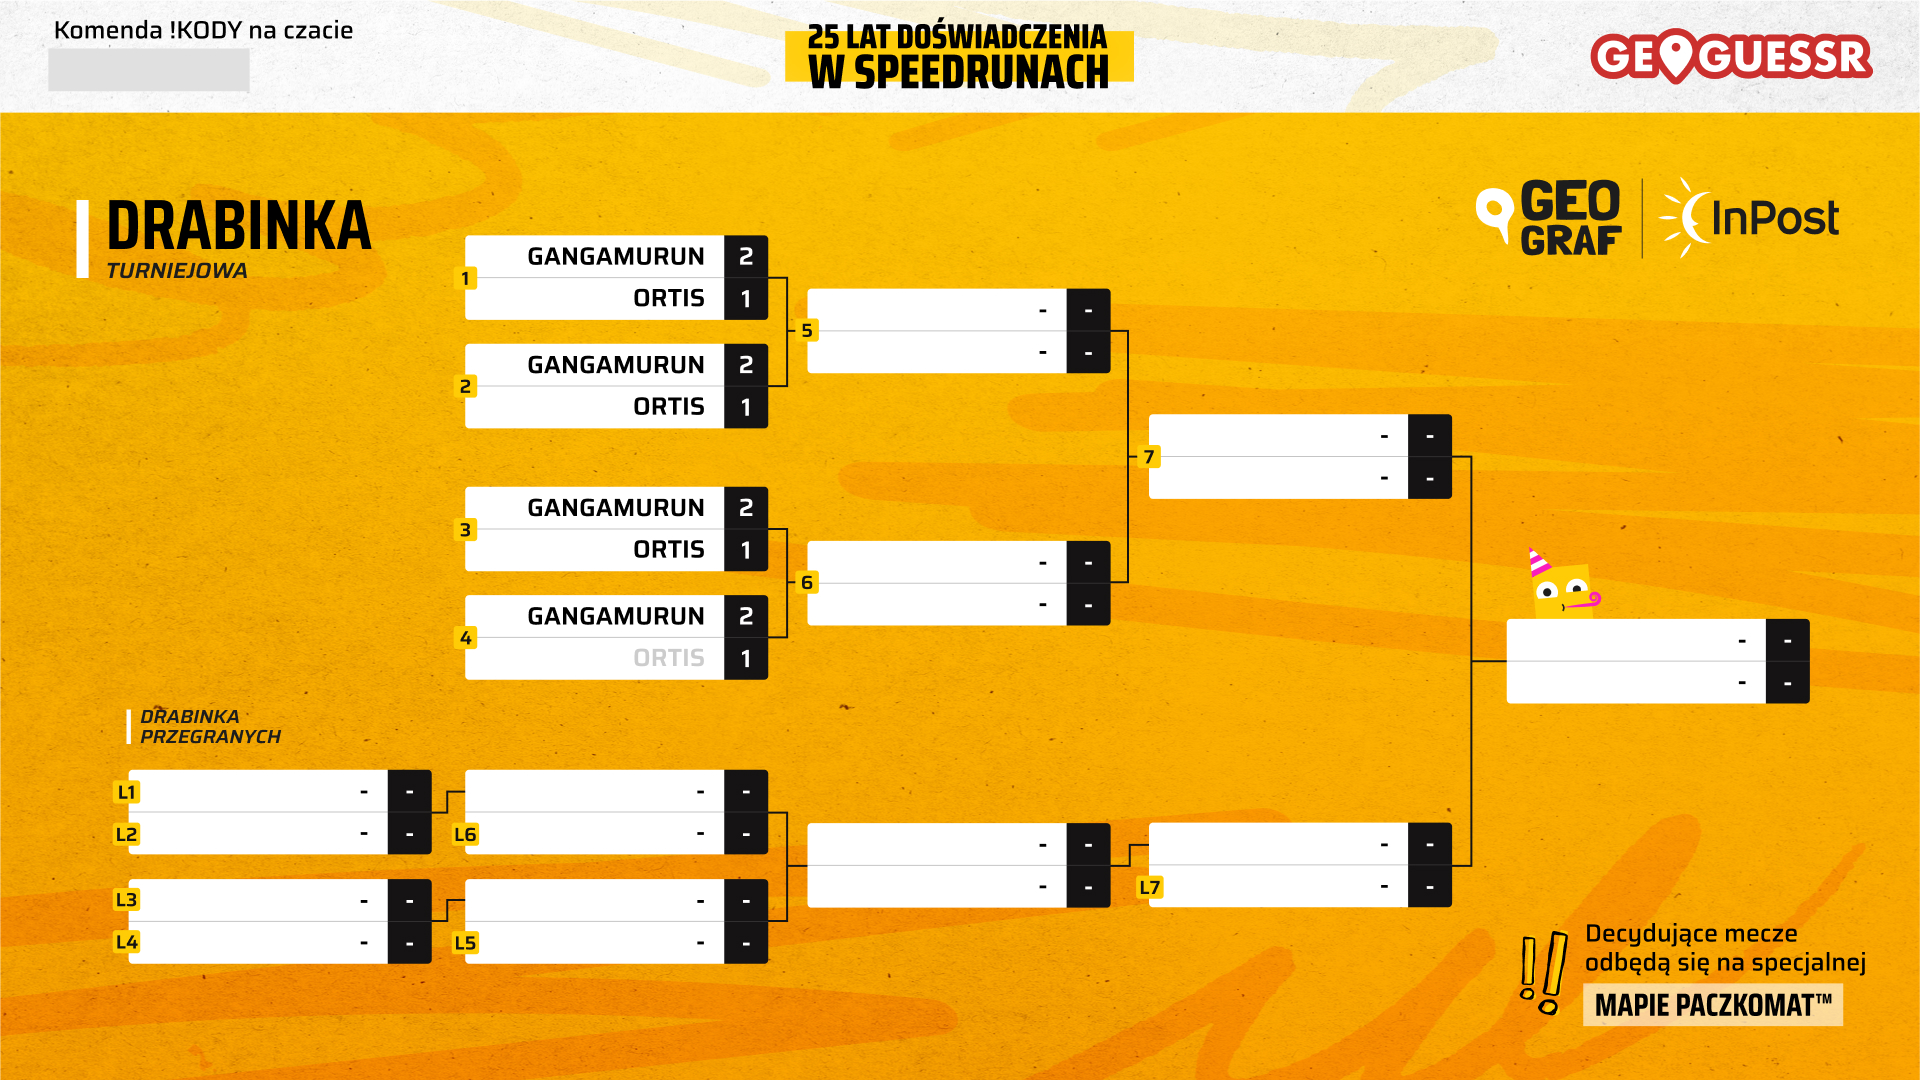 Komenda !KODY na czacie
25 LAT DOŚWIADCZENIA
W SPEEDRUNACH
GEOGUESSR
DRABINKA
TURNIEJOWA
GEO
GRAF
InPost
1
GANGAMURUN 2
ORTIS 1
2
GANGAMURUN 2
ORTIS 1
3
GANGAMURUN 2
ORTIS 1
4
GANGAMURUN 2
ORTIS 1
5
- -
- -
6
- -
- -
7
- -
- -
- -
- -
DRABINKA
PRZEGRANYCH
L1 - -
L2 - -
L3 - -
L4 - -
- -
L6 - -
- -
L5 - -
- -
- -
- -
L7 - -
Decydujące mecze
odbędą się na specjalnej
MAPIE PACZKOMAT™